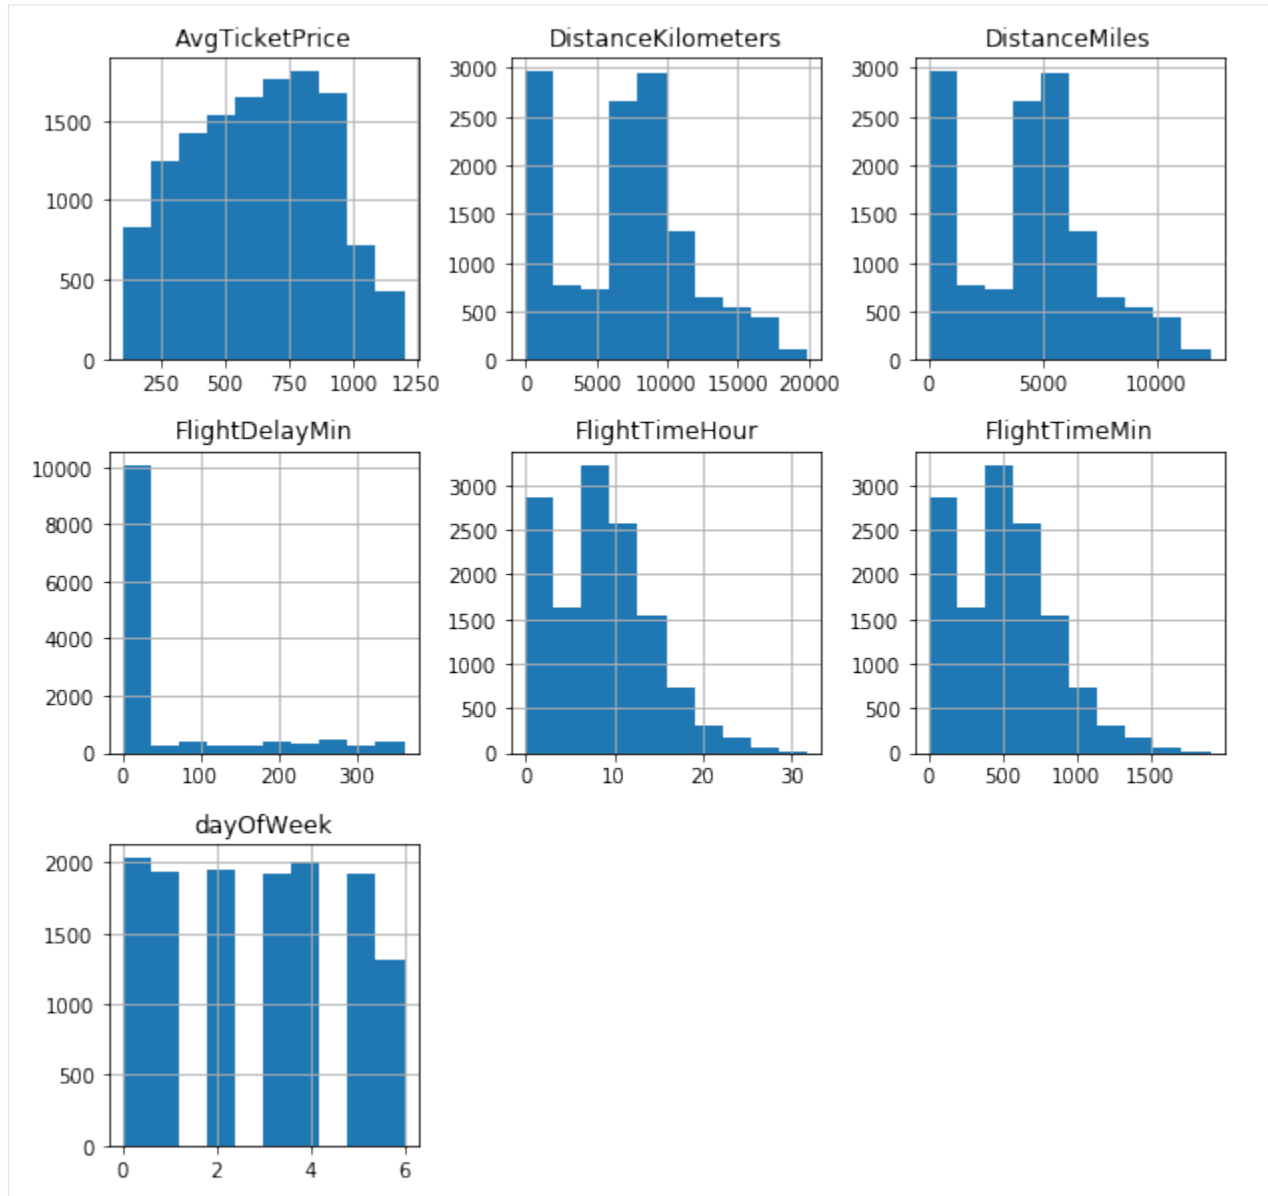 AvgTicketPrice DistanceKilometers DistanceMiles
3000 3000
2500 2500
1500
2000 2000
1000 1500 1500
1000 1000
500
500 500
0 0 0
250 500 750 1000 1250 0 5000 10000 15000 20000 0 5000 10000
FlightDelayMin FlightTimeHour FlightTimeMin
10000
3000 3000
8000 2500 2500
6000 2000 2000
4000 1500 1500
1000 1000
2000
500 500
0 0 0
0 100 200 300 0 10 20 30 0 500 1000 1500
dayOfWeek
2000
1500
1000
500
0
0 2 4 6